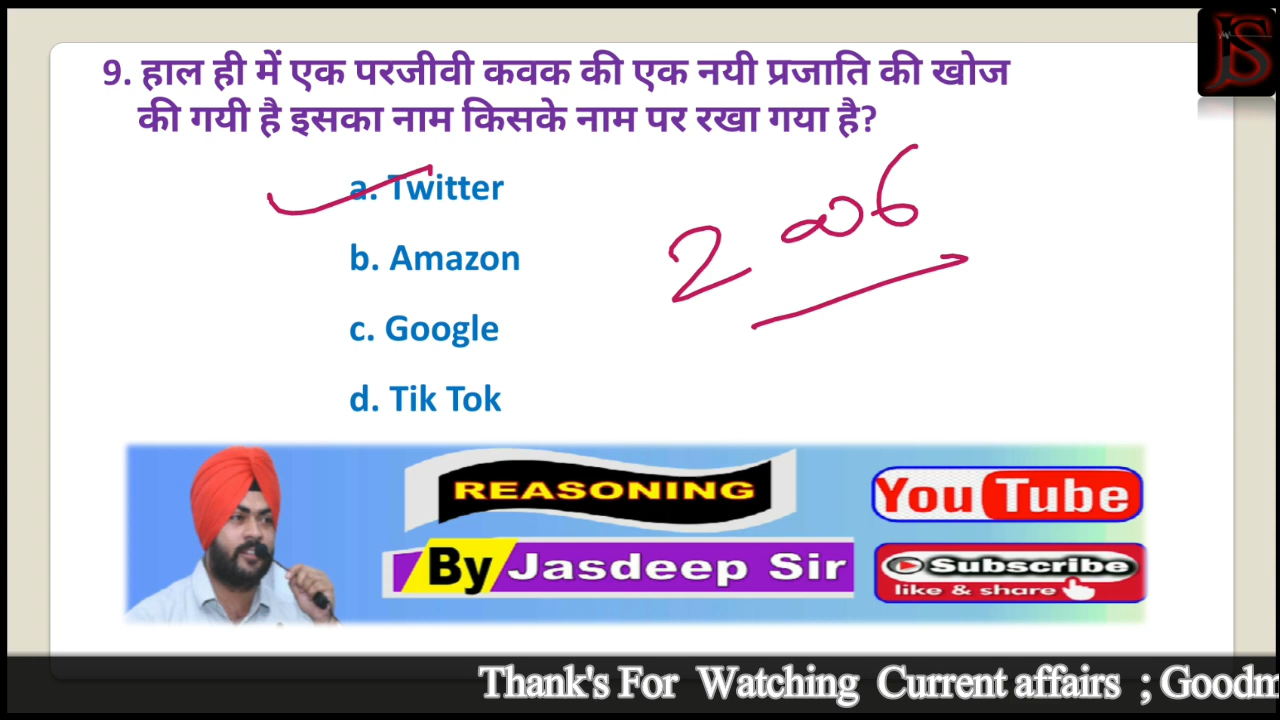 9. हाल ही में एक परजीवी कवक की एक नयी प्रजाति की खोज
की गयी है इसका नाम किसके नाम पर रखा गया है?
a. Twitter
b. Amazon
c. Google
d. Tik Tok
2006
JS
REASONING
By Jasdeep Sir
YouTube
Subscribe
like & share
Thank's For Watching Current affairs ; Goodm